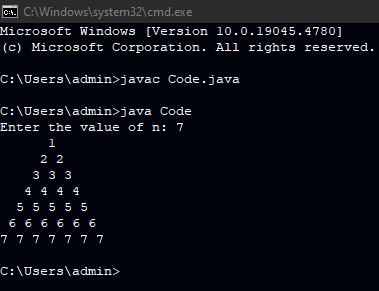 C:\Windows\system32\cmd.exe
Microsoft Windows [Version 10.0.19045.4780]
(c) Microsoft Corporation. All rights reserved.
C:\Users\admin>javac Code.java
C:\Users\admin>java Code
Enter the value of n: 7
1
2 2
3 3 3
4 4 4 4
5 5 5 5 5
6 6 6 6 6 6
7 7 7 7 7 7 7
C:\Users\admin>